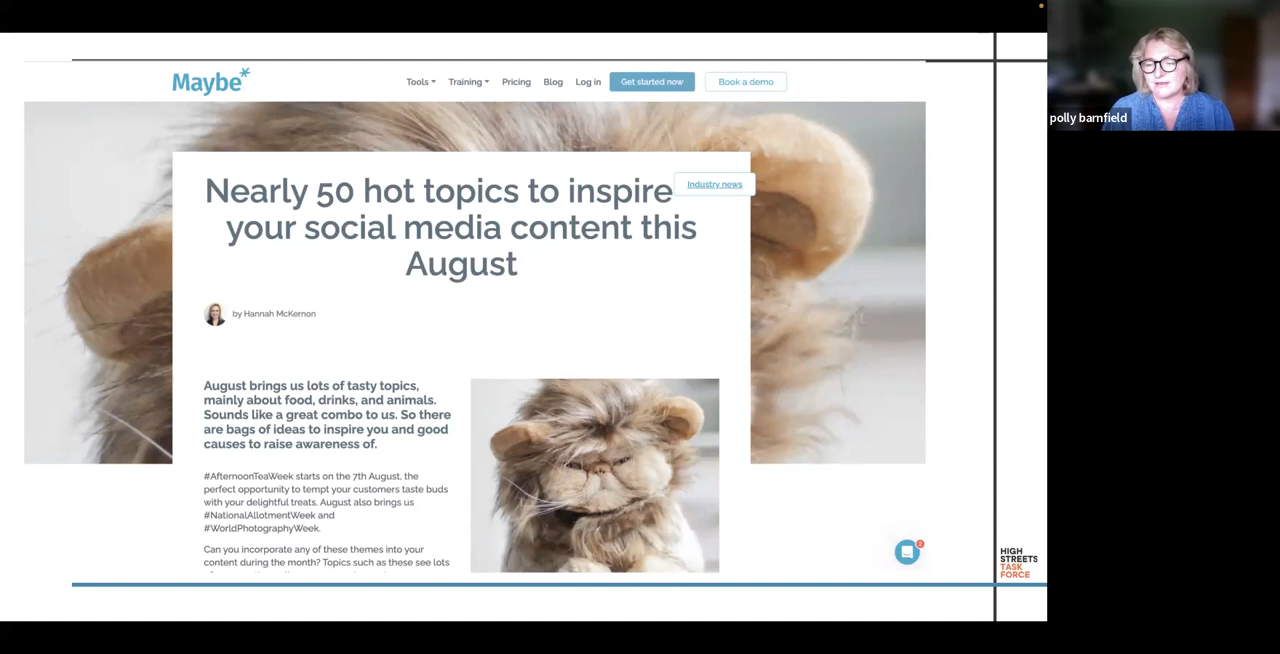 Maybe*
Tools Training Pricing Blog Log in Get started now Book a demo
Nearly 50 hot topics to inspire
your social media content this
August
Industry news
by Hannah McKernon
August brings us lots of tasty topics,
mainly about food, drinks, and animals.
Sounds like a great combo to us. So there
are bags of ideas to inspire you and good
causes to raise awareness of.
#AfternoonTeaWeek starts on the 7th August, the
perfect opportunity to tempt your customers taste buds
with your delightful treats. August also brings us
#NationalAllotmentWeek and
#WorldPhotographyWeek.
Can you incorporate any of these themes into your
content during the month? Topics such as these see lots
2
HIGH
STREETS
TASK
FORCE
polly barnfield